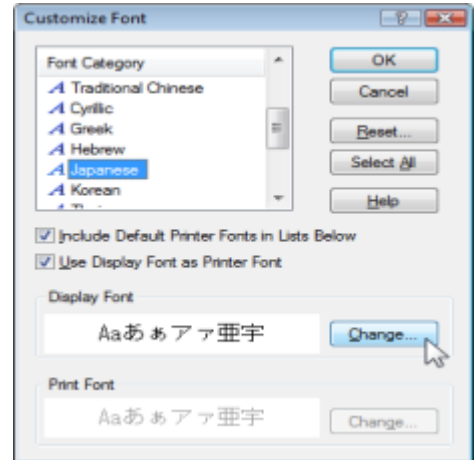 Customize Font
Font Category
Traditional Chinese
Cyrillic
Greek
Hebrew
Japanese
Korean
OK
Cancel
Reset...
Select All
Help
Include Default Printer Fonts in Lists Below
Use Display Font as Printer Font
Display Font
Aaあぁアァ亜宇
Change...
Print Font
Aaあぁアァ亜宇
Change...